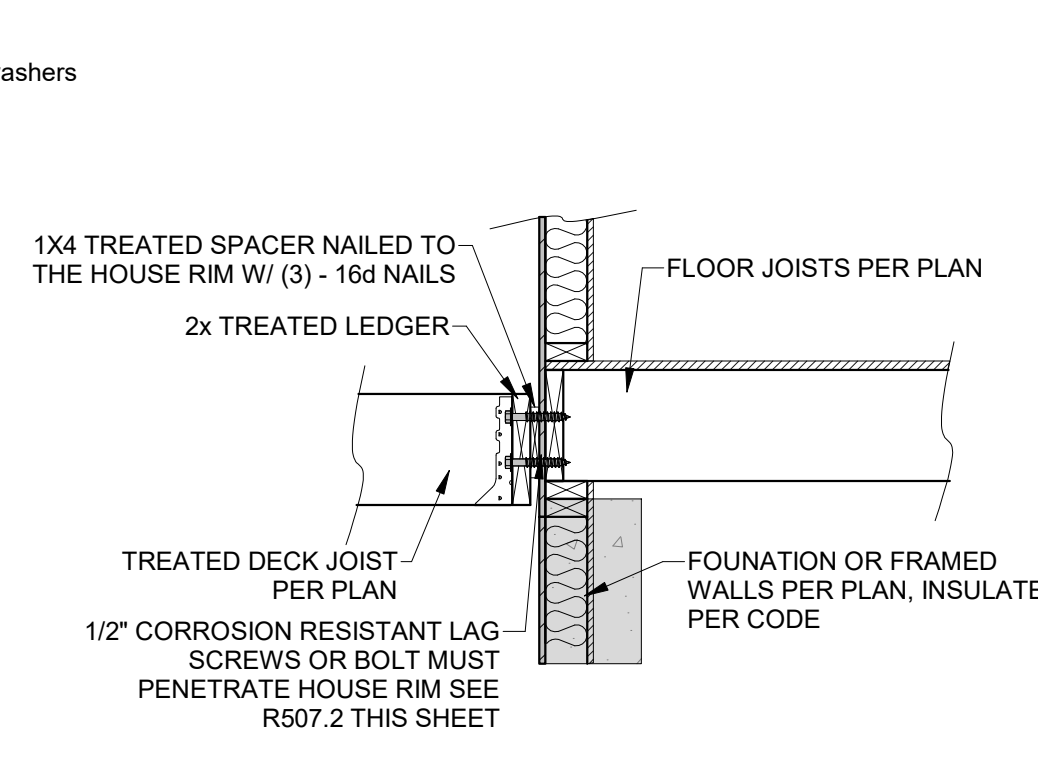 1X4 TREATED SPACER NAILED TO
THE HOUSE RIM W/ (3) - 16d NAILS
2x TREATED LEDGER
FLOOR JOISTS PER PLAN
TREATED DECK JOIST
PER PLAN
1/2" CORROSION RESISTANT LAG
SCREWS OR BOLT MUST
PENETRATE HOUSE RIM SEE
R507.2 THIS SHEET
FOUNATION OR FRAMED
WALLS PER PLAN, INSULATE
PER CODE